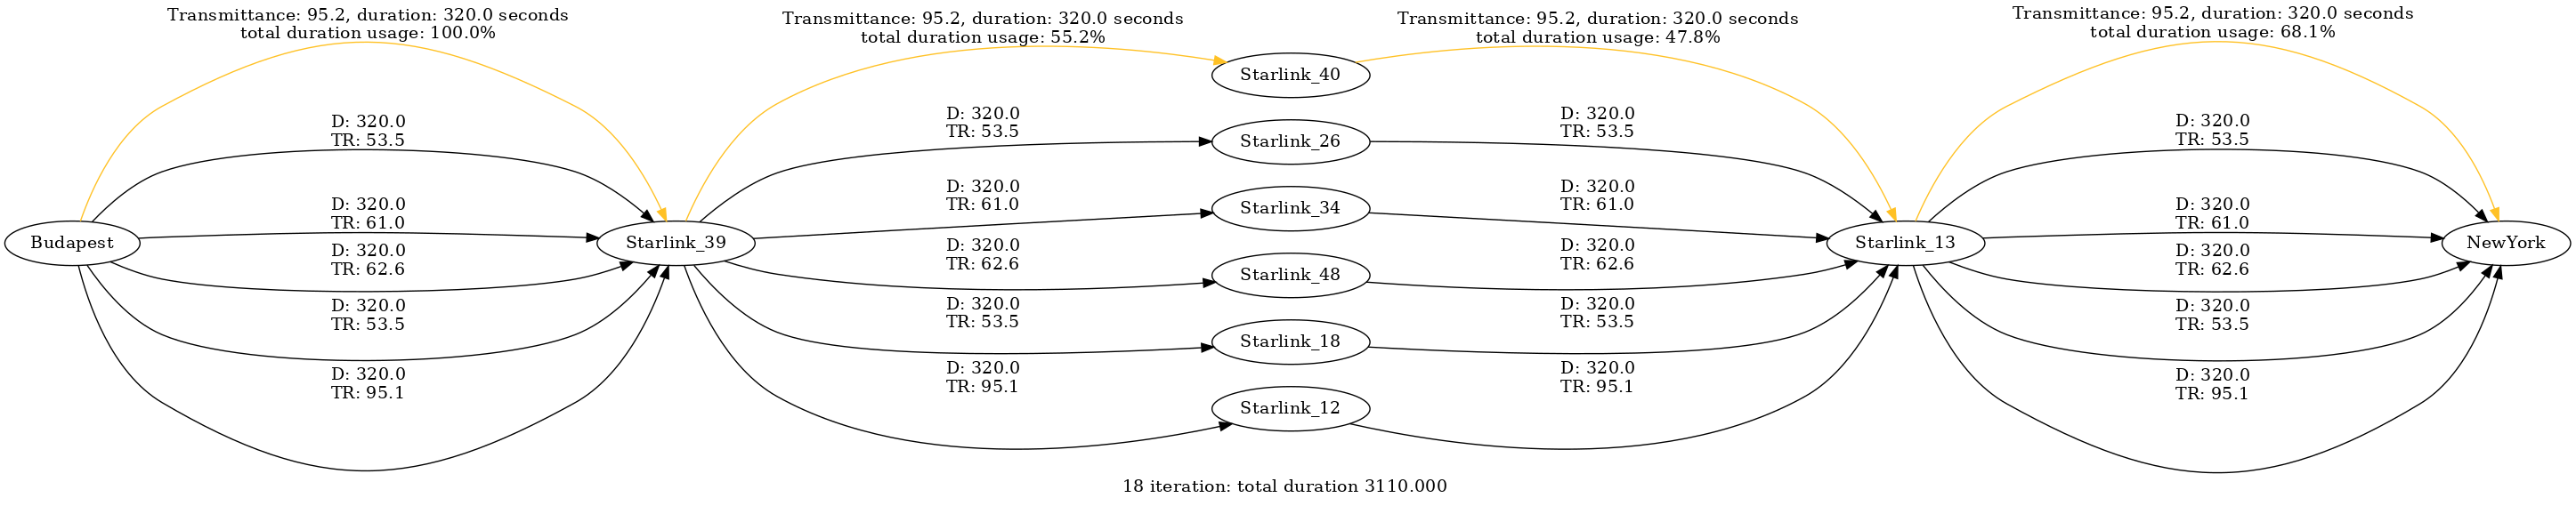 Transmittance: 95.2, duration: 320.0 seconds
total duration usage: 100.0%
Transmittance: 95.2, duration: 320.0 seconds
total duration usage: 55.2%
Transmittance: 95.2, duration: 320.0 seconds
total duration usage: 47.8%
Transmittance: 95.2, duration: 320.0 seconds
total duration usage: 68.1%
Budapest
D: 320.0
TR: 53.5
D: 320.0
TR: 61.0
D: 320.0
TR: 62.6
D: 320.0
TR: 53.5
D: 320.0
TR: 95.1
Starlink_39
D: 320.0
TR: 53.5
D: 320.0
TR: 61.0
D: 320.0
TR: 62.6
D: 320.0
TR: 53.5
D: 320.0
TR: 95.1
Starlink_40
Starlink_26
Starlink_34
Starlink_48
Starlink_18
Starlink_12
D: 320.0
TR: 53.5
D: 320.0
TR: 61.0
D: 320.0
TR: 62.6
D: 320.0
TR: 53.5
D: 320.0
TR: 95.1
Starlink_13
D: 320.0
TR: 53.5
D: 320.0
TR: 61.0
D: 320.0
TR: 62.6
D: 320.0
TR: 53.5
D: 320.0
TR: 95.1
NewYork
18 iteration: total duration 3110.000